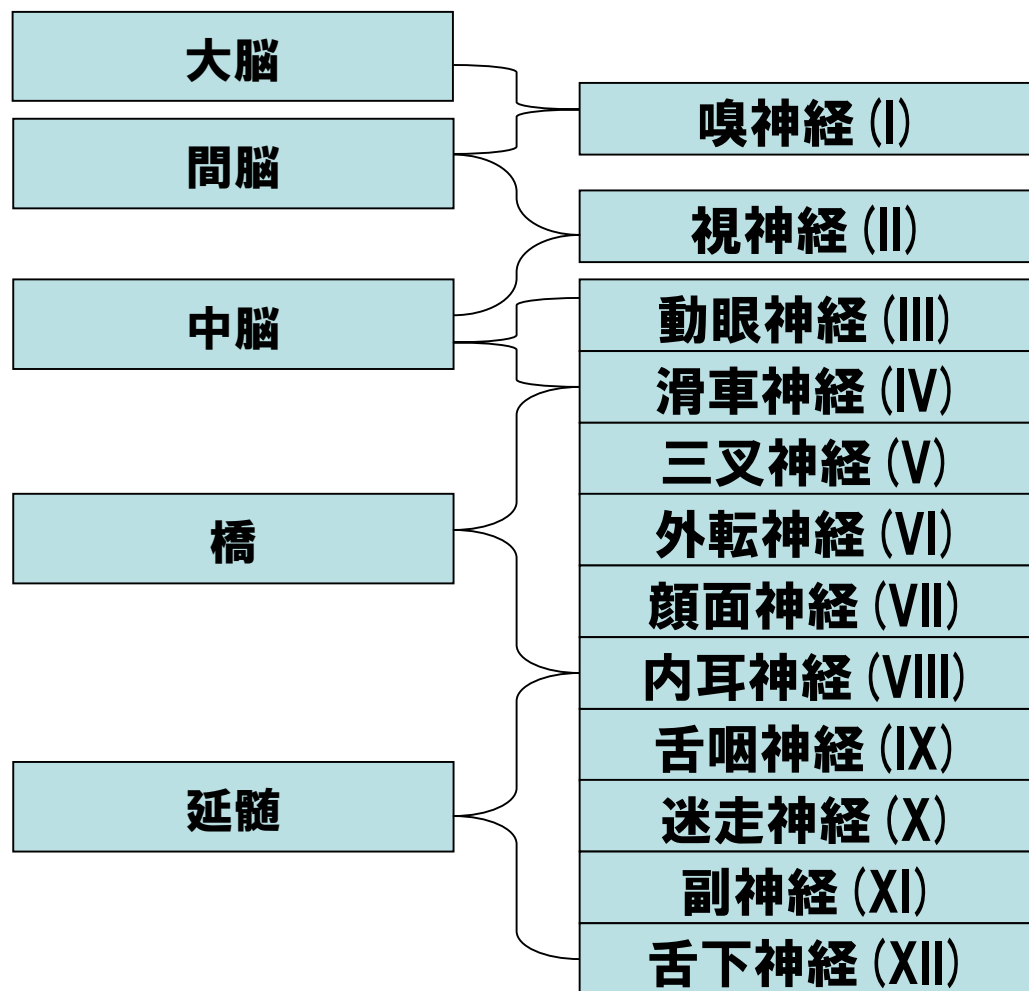 大脳
間脳
中脳
橋
延髄
嗅神経 (I)
視神経 (II)
動眼神経 (III)
滑車神経 (IV)
三叉神経 (V)
外転神経 (VI)
顔面神経 (VII)
内耳神経 (VIII)
舌咽神経 (IX)
迷走神経 (X)
副神経 (XI)
舌下神経 (XII)